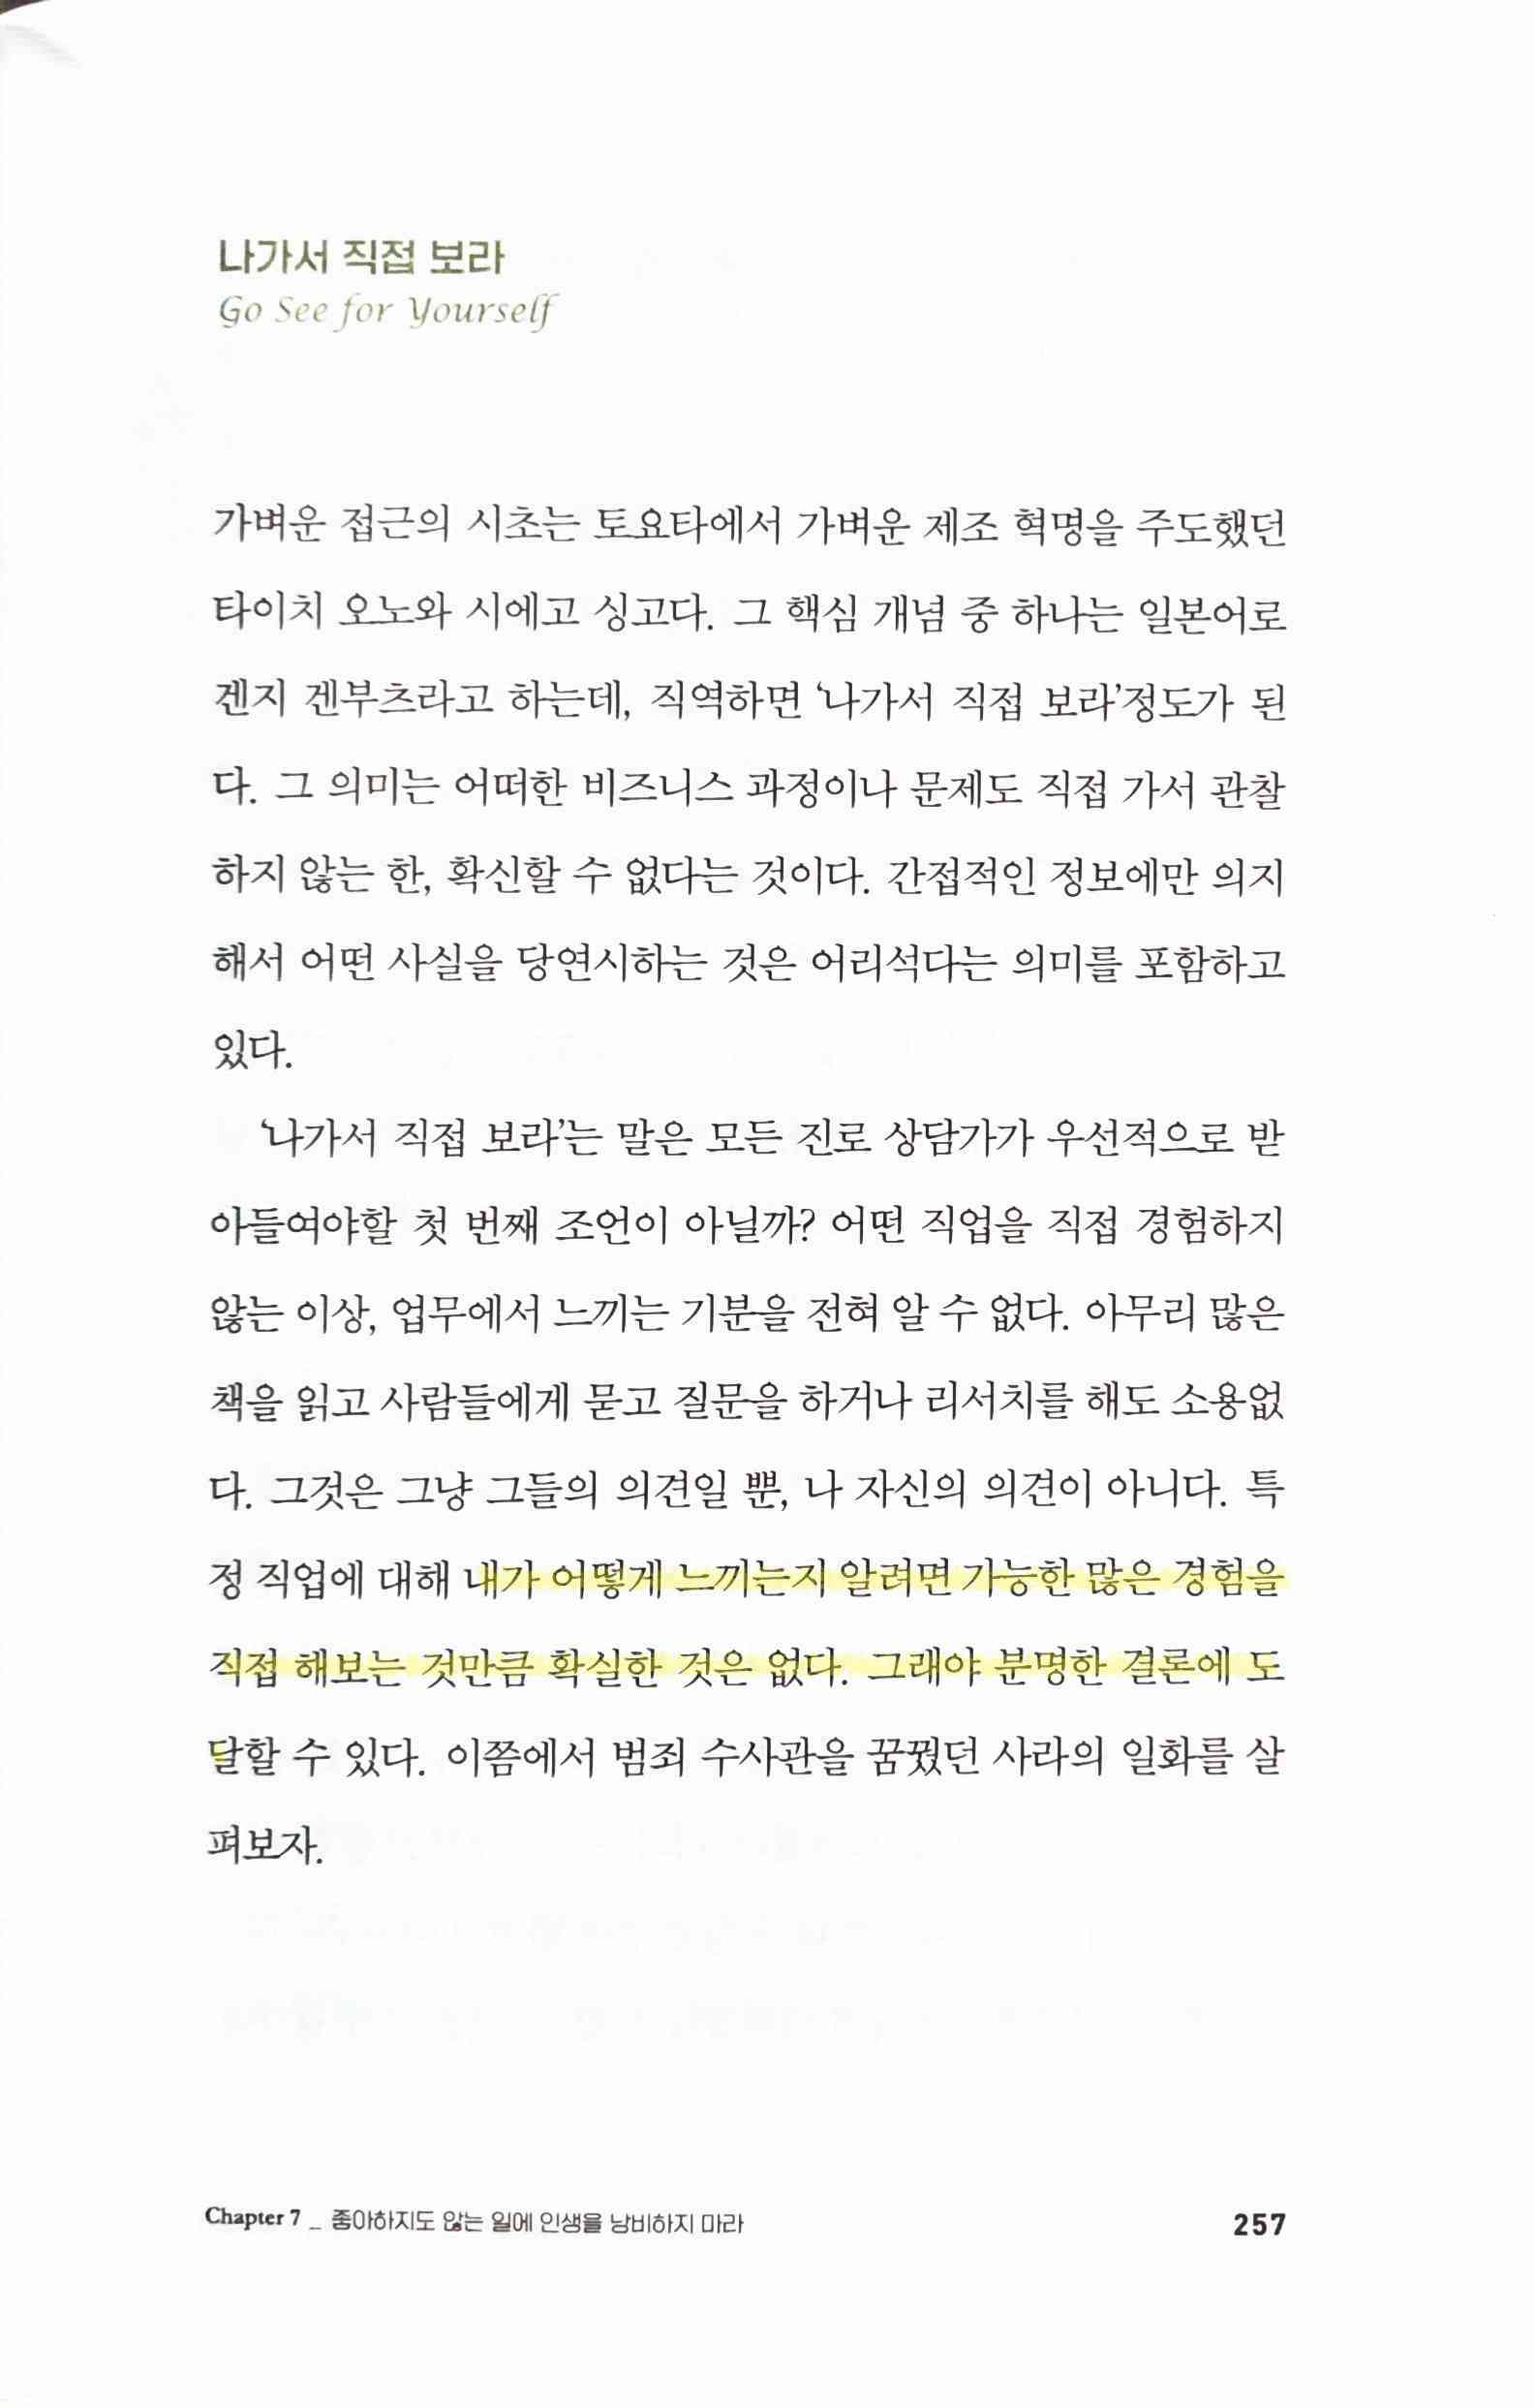 나가서 직접 보라
Go See for Yourself
가벼운 접근의 시초는 토요타에서 가벼운 제조 혁명을 주도했던
타이치 오노와 시에고 싱고다. 그 핵심 개념 중 하나는 일본어로
겐지 겐부츠라고 하는데, 직역하면 ‘나가서 직접 보라’정도가 된
다. 그 의미는 어떠한 비즈니스 과정이나 문제도 직접 가서 관찰
하지 않는 한, 확신할 수 없다는 것이다. 간접적인 정보에만 의지
해서 어떤 사실을 당연시하는 것은 어리석다는 의미를 포함하고
있다.
‘나가서 직접 보라’는 말은 모든 진로 상담가가 우선적으로 받
아들여야할 첫 번째 조언이 아닐까? 어떤 직업을 직접 경험하지
않는 이상, 업무에서 느끼는 기분을 전혀 알 수 없다. 아무리 많은
책을 읽고 사람들에게 묻고 질문을 하거나 리서치를 해도 소용없
다. 그것은 그냥 그들의 의견일 뿐, 나 자신의 의견이 아니다. 특
정 직업에 대해 내가 어떻게 느끼는지 알려면 가능한 많은 경험을
직접 해보는 것만큼 확실한 것은 없다. 그래야 분명한 결론에 도
달할 수 있다. 이쯤에서 범죄 수사관을 꿈꿨던 사라의 일화를 살
펴보자.
Chapter 7 _ 좋아하지도 않는 일에 인생을 낭비하지 마라 257